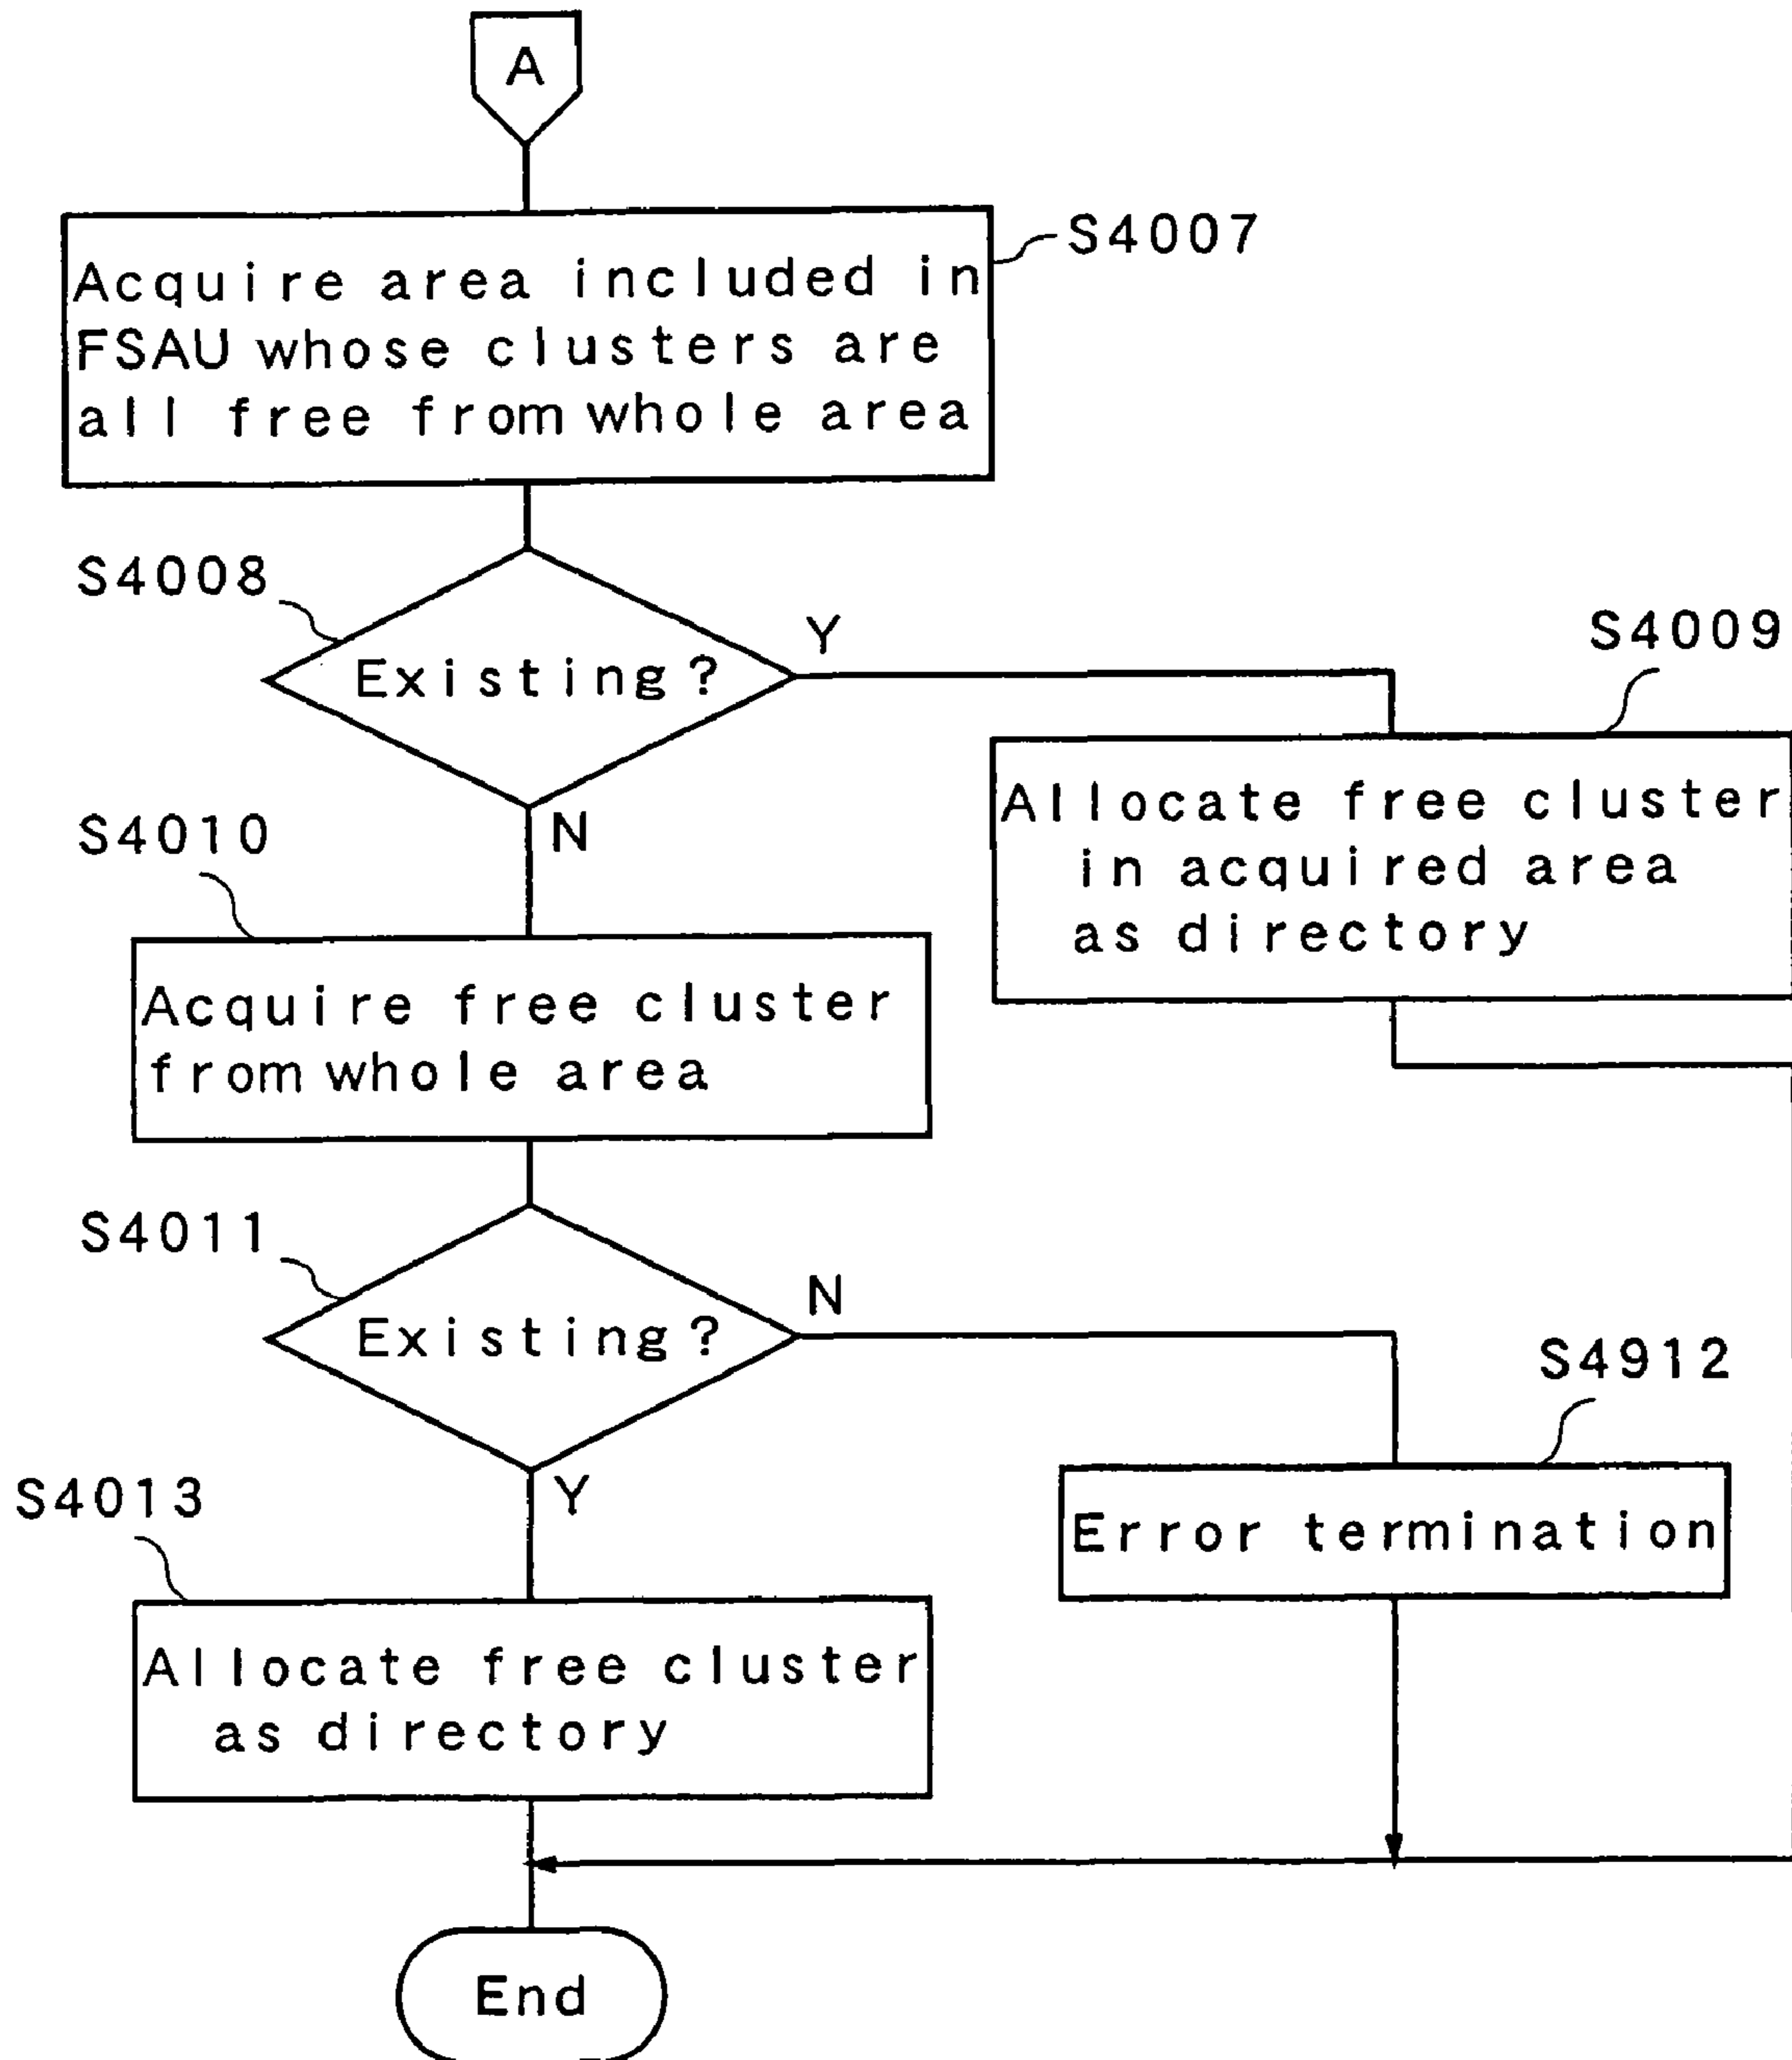 A
S4007
Acquire area included in
FSAU whose clusters are
all free from whole area
S4008
Existing?
Y
N
S4009
Allocate free cluster
in acquired area
as directory
S4010
Acquire free cluster
from whole area
S4011
Existing?
N
Y
S4912
Error termination
S4013
Allocate free cluster
as directory
End